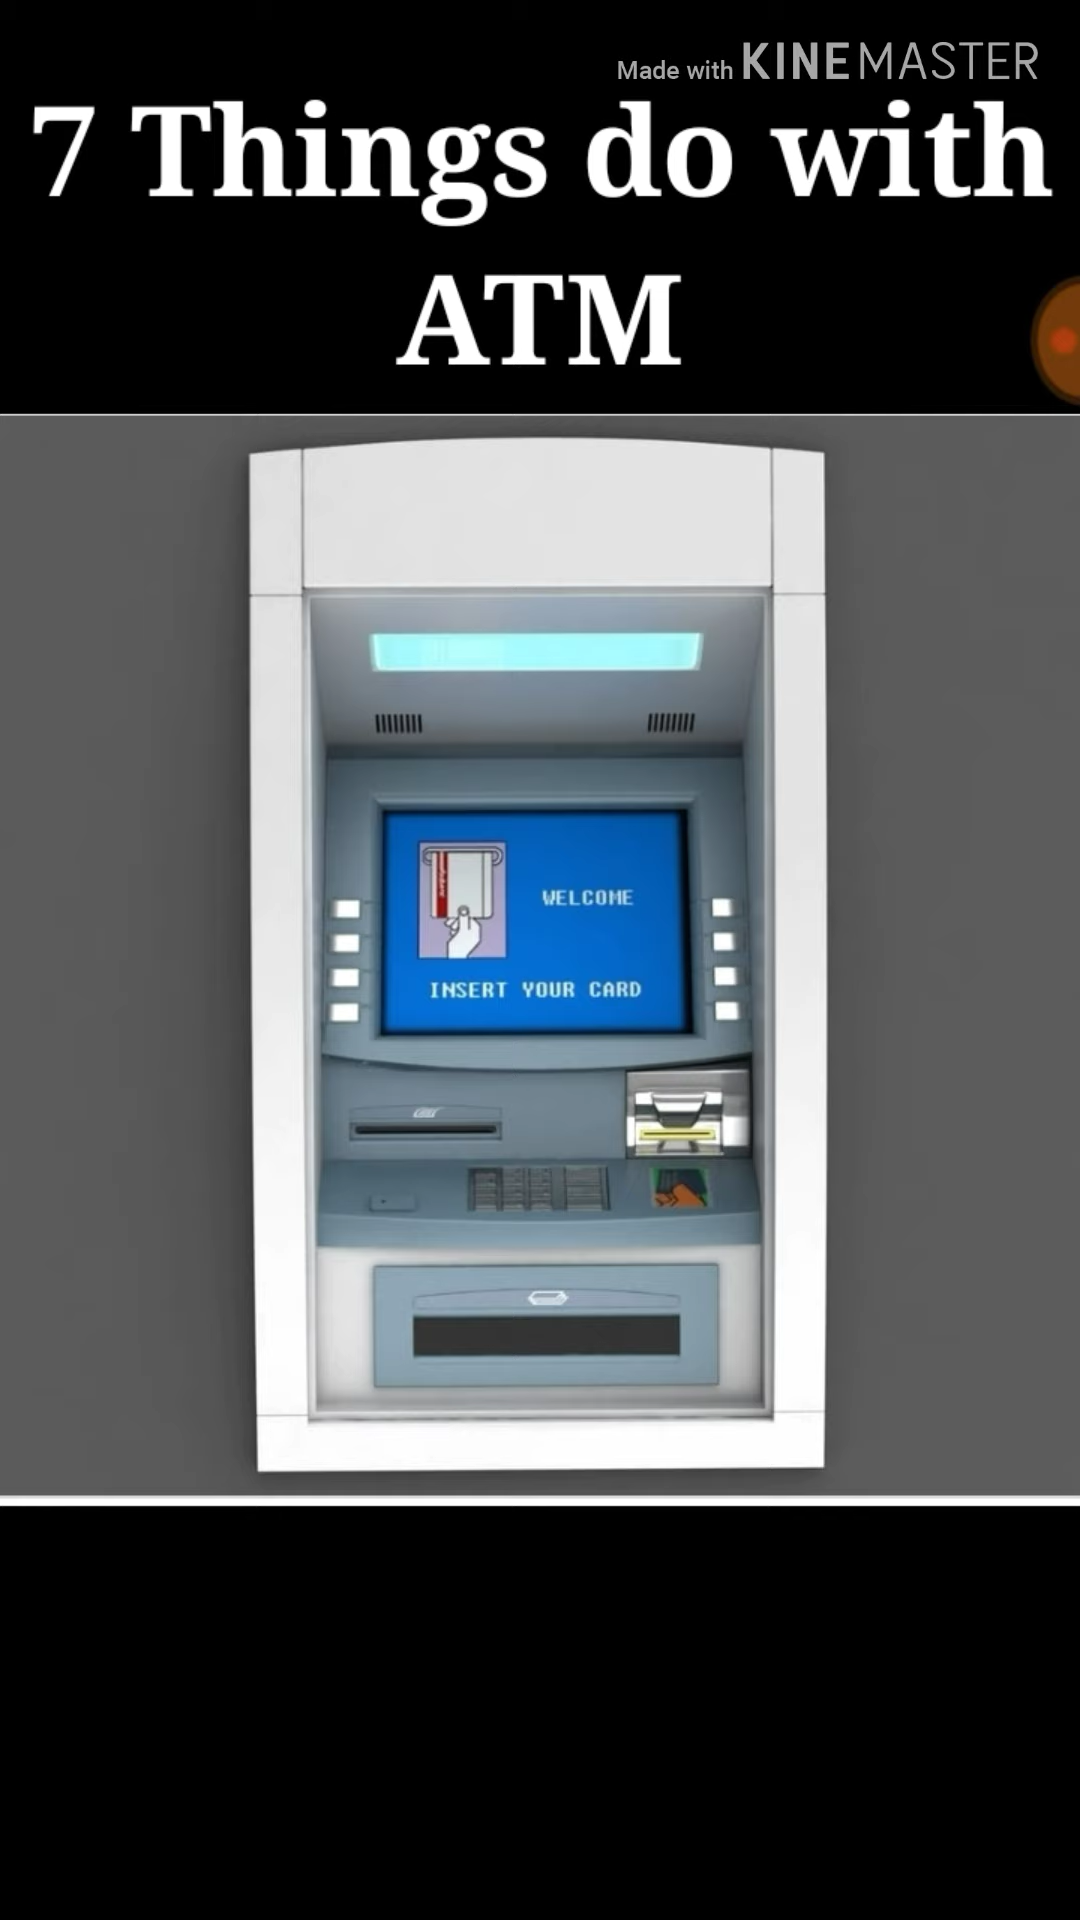 Made with KINEMASTER
7 Things do with
ATM
WELCOME
INSERT YOUR CARD